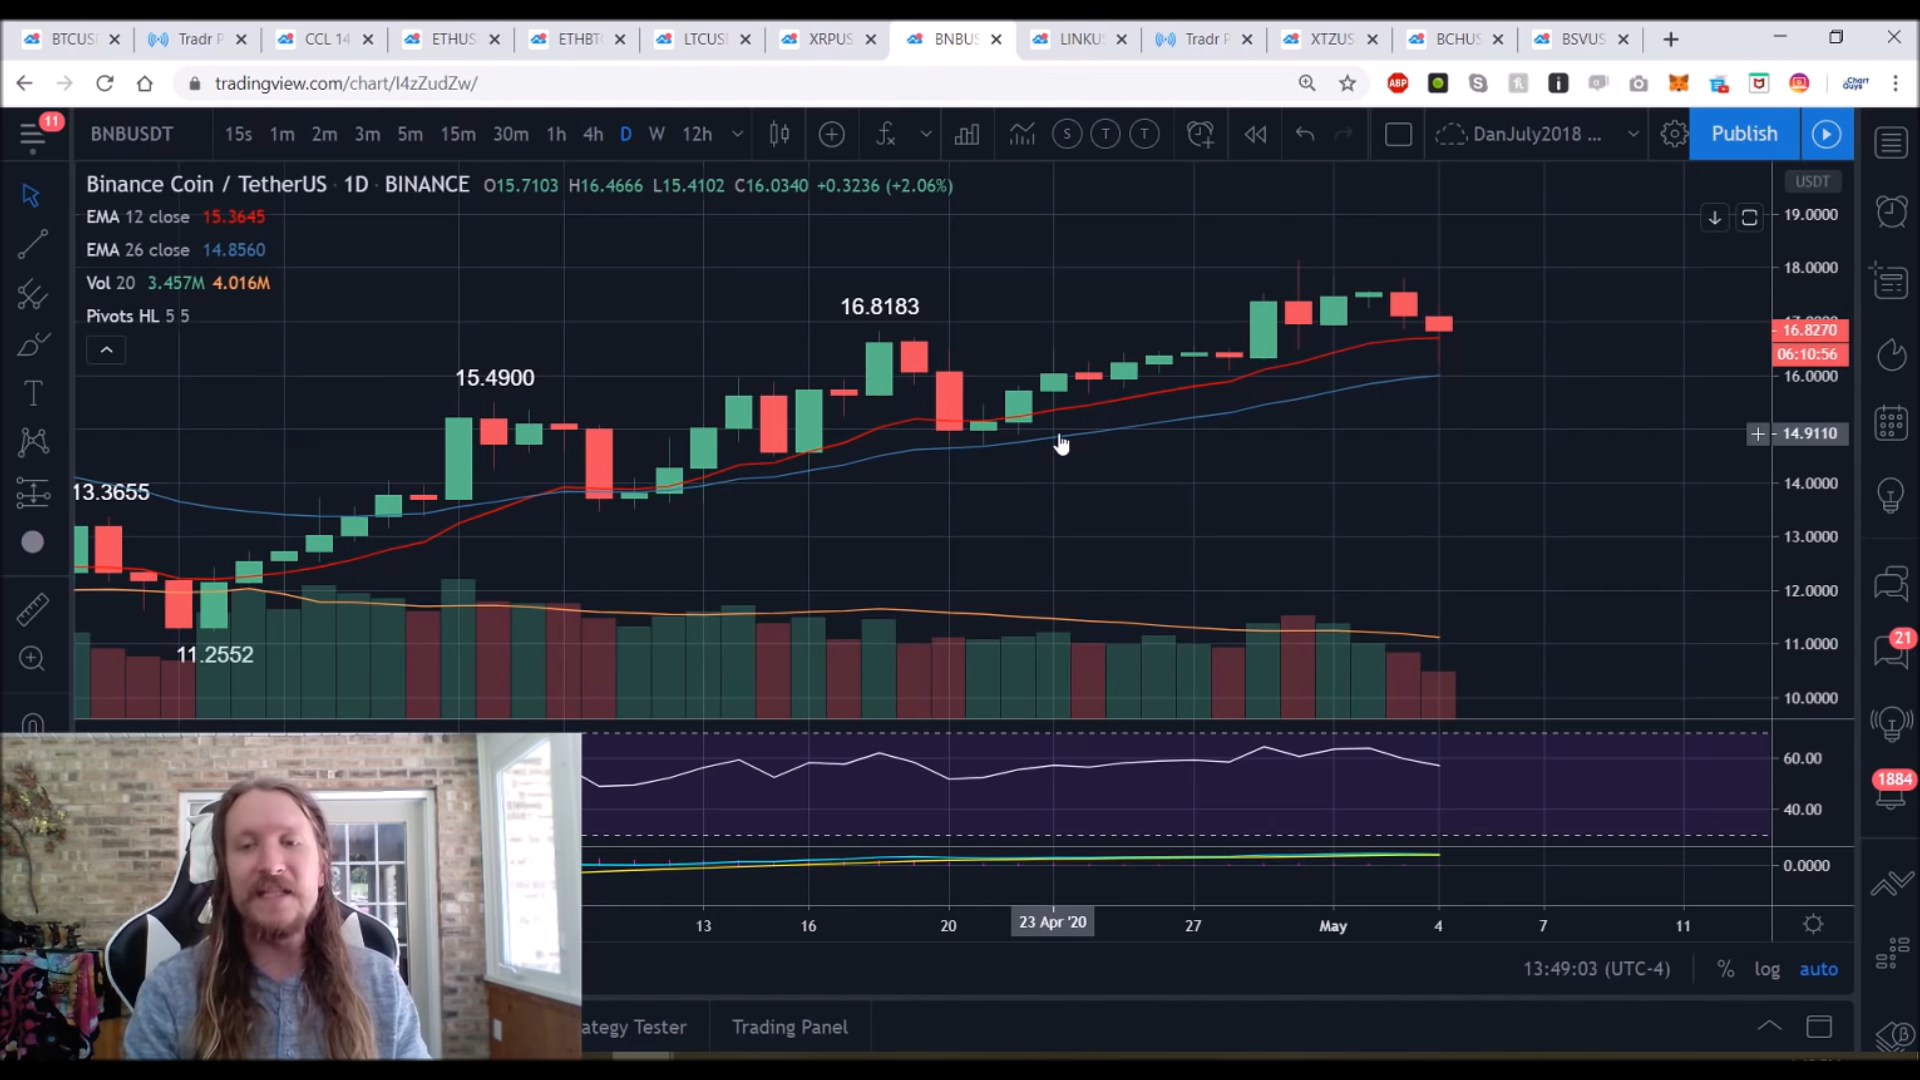 BTCUS Tradr P CCL 14 ETHUS ETHBT LTCUS XRPUS BNBUS LINKU Tradr P XTZUS BCHUS BSVUS
tradingview.com/chart/I4zZudZw/ ABP
11
BNBUSDT 15s 1m 2m 3m 5m 15m 30m 1h 4h D W 12h S T T DanJuly2018 ... Publish
Binance Coin / TetherUS 1D BINANCE O15.7103 H16.4666 L15.4102 C16.0340 +0.3236 (+2.06%)
USDT
EMA 12 close 15.3645
EMA 26 close 14.8560
Vol 20 3.457M 4.016M
Pivots HL 5 5
19.0000
18.0000
16.8270
06:10:56
16.0000
14.9110
14.0000
13.0000
12.0000
11.0000
10.0000
16.8183
15.4900
13.3655
11.2552
60.00
40.00
0.0000
21
1884
13 16 20 23 Apr '20 27 May 4 7 11
13:49:03 (UTC-4) % log auto
ategy Tester Trading Panel